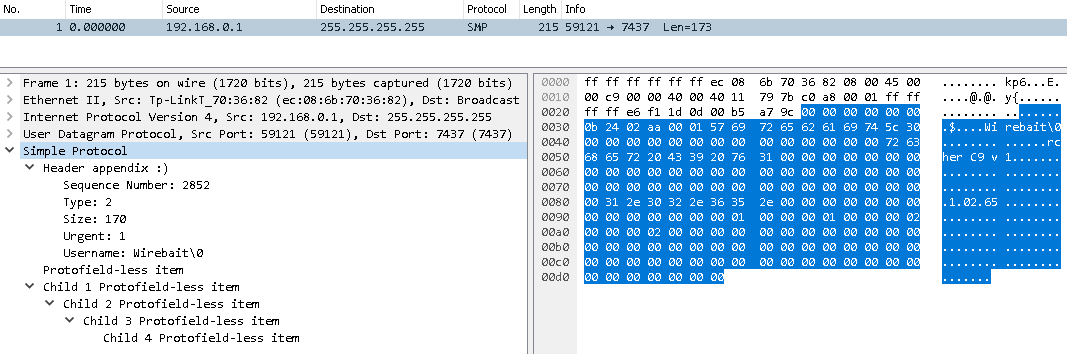 No. Time Source Destination Protocol Length Info
1 0.000000 192.168.0.1 255.255.255.255 SMP 215 59121 → 7437 Len=173
Frame 1: 215 bytes on wire (1720 bits), 215 bytes captured (1720 bits)
Ethernet II, Src: Tp-LinkT_70:36:82 (ec:08:6b:70:36:82), Dst: Broadcast
Internet Protocol Version 4, Src: 192.168.0.1, Dst: 255.255.255.255
User Datagram Protocol, Src Port: 59121 (59121), Dst Port: 7437 (7437)
Simple Protocol
Header appendix :)
Sequence Number: 2852
Type: 2
Size: 170
Urgent: 1
Username: Wirebait\0
Protofield-less item
Child 1 Protofield-less item
Child 2 Protofield-less item
Child 3 Protofield-less item
Child 4 Protofield-less item
0000 ff ff ff ff ff ff ec 08 6b 70 36 82 08 00 45 00 ........ kp6...E.
0010 00 c9 00 00 40 00 40 11 79 7b c0 a8 00 01 ff ff ....@.@. y{......
0020 ff ff e6 f1 1d 0d 00 b5 a7 9c 00 00 00 00 00 00 ........ ........
0030 0b 24 02 aa 00 01 57 69 72 65 62 61 69 74 5c 30 .$....Wi rebait\0
0040 00 00 00 00 00 00 00 00 00 00 00 00 00 00 72 63 ........ ......rc
0050 68 65 72 20 43 39 20 76 31 00 00 00 00 00 00 00 her C9 v 1.......
0060 00 00 00 00 00 00 00 00 00 00 00 00 00 00 00 00 ........ ........
0070 00 00 00 00 00 00 00 00 00 00 00 00 00 00 00 00 ........ ........
0080 00 31 2e 30 32 2e 36 35 2e 00 00 00 00 00 00 00 .1.02.65 ........
0090 00 00 00 00 00 00 00 01 00 00 00 01 00 00 00 02 ........ ........
00a0 00 00 00 02 00 00 00 00 00 00 00 00 00 00 00 00 ........ ........
00b0 00 00 00 00 00 00 00 00 00 00 00 00 00 00 00 00 ........ ........
00c0 00 00 00 00 00 00 00 00 00 00 00 00 00 00 00 00 ........ ........
00d0 00 00 00 00 00 00 00 .......